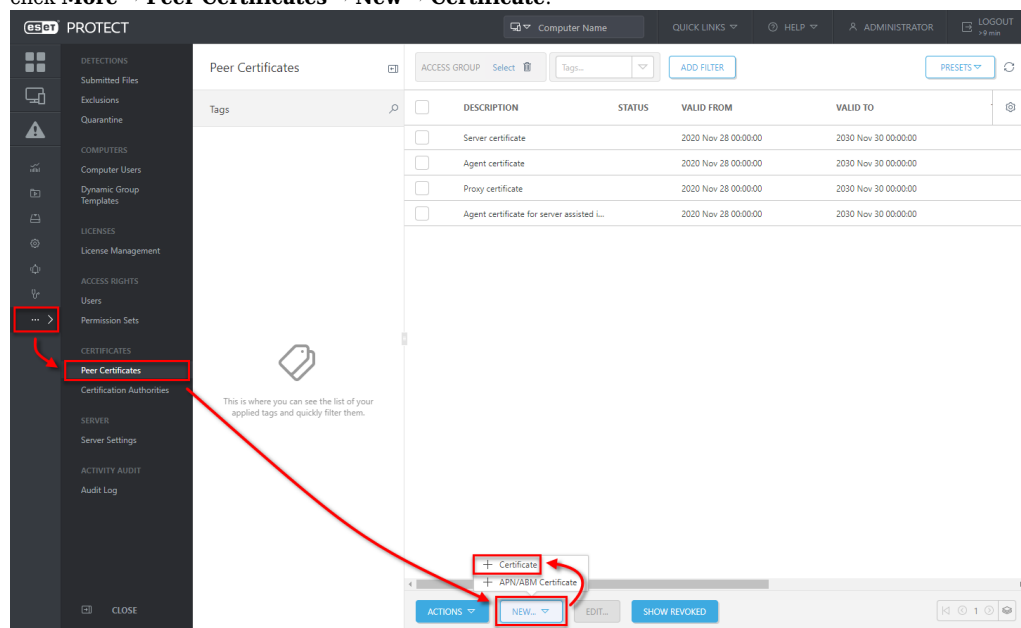 click More → Peer Certificates → New → Certificate.
eset PROTECT
Computer Name
QUICK LINKS
HELP
ADMINISTRATOR
LOGOUT
>9 min
DETECTIONS
Submitted Files
Exclusions
Quarantine
COMPUTERS
Computer Users
Dynamic Group
Templates
LICENSES
License Management
ACCESS RIGHTS
Users
Permission Sets
CERTIFICATES
Peer Certificates
Certification Authorities
SERVER
Server Settings
ACTIVITY AUDIT
Audit Log
CLOSE
Peer Certificates
Tags
This is where you can see the list of your
applied tags and quickly filter them.
ACCESS GROUP Select
Tags...
ADD FILTER
PRESETS
DESCRIPTION STATUS VALID FROM VALID TO
Server certificate 2020 Nov 28 00:00:00 2030 Nov 30 00:00:00
Agent certificate 2020 Nov 28 00:00:00 2030 Nov 30 00:00:00
Proxy certificate 2020 Nov 28 00:00:00 2030 Nov 30 00:00:00
Agent certificate for server assisted i... 2020 Nov 28 00:00:00 2030 Nov 30 00:00:00
+ Certificate
+ APN/ABM Certificate
ACTIONS
NEW...
EDIT...
SHOW REVOKED
1